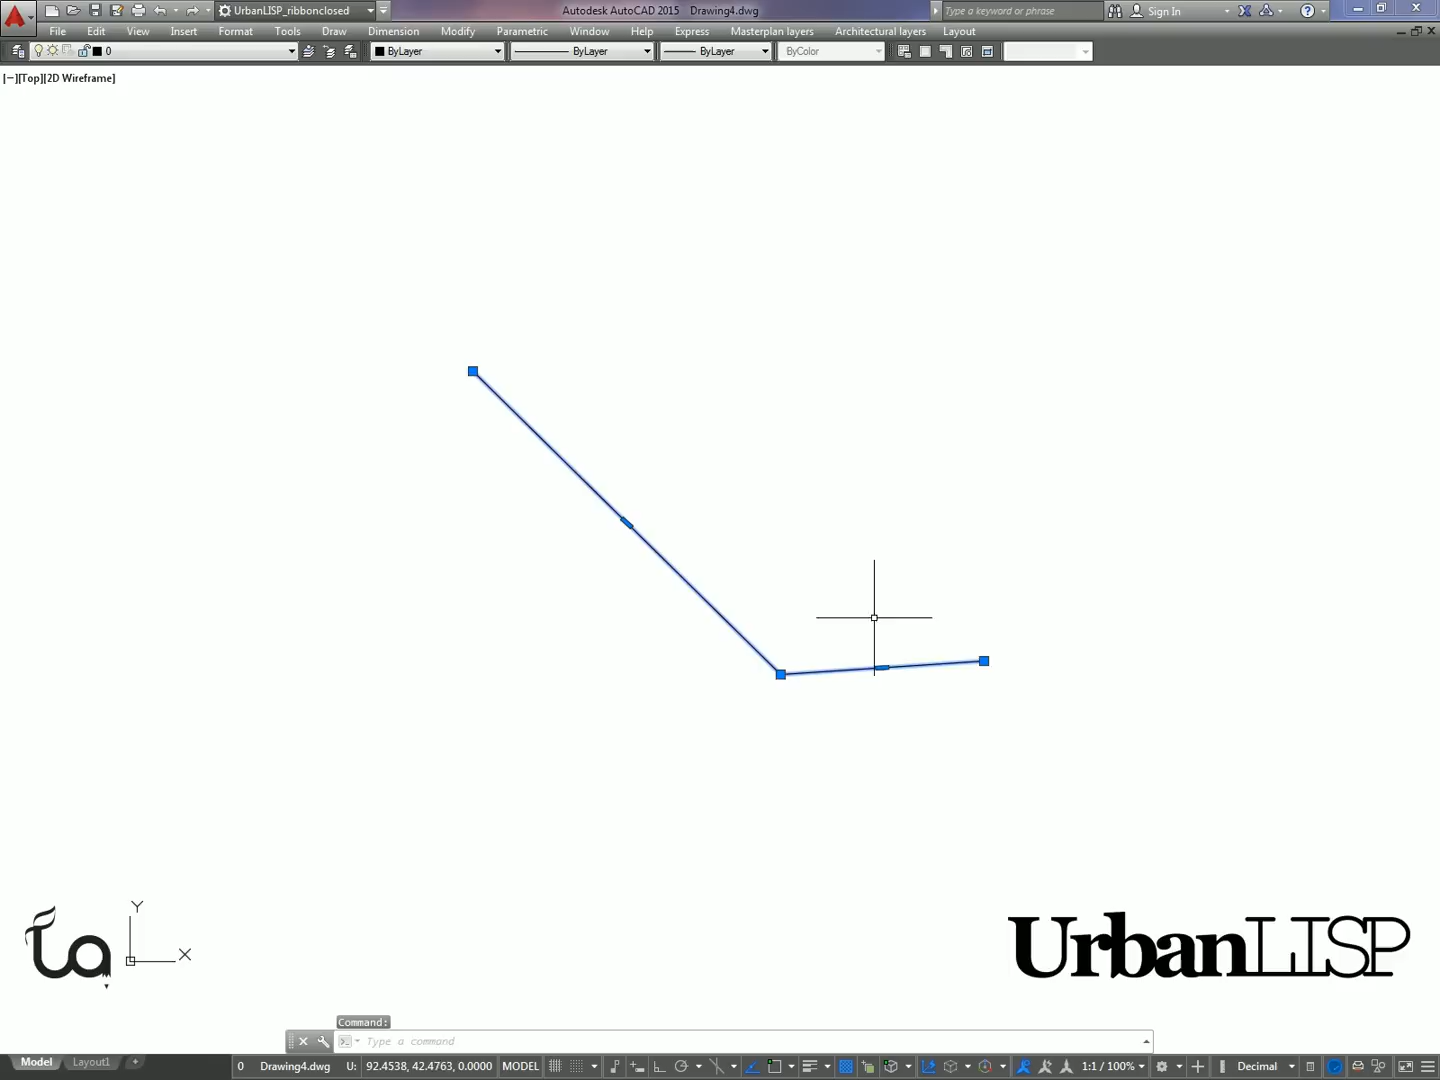 UrbanLISP_ribbonclosed
Autodesk AutoCAD 2015 Drawing4.dwg
Type a keyword or phrase
Sign In
File Edit View Insert Format Tools Draw Dimension Modify Parametric Window Help Express Masterplan layers Architectural layers Layout
0
ByLayer
ByLayer
ByLayer
ByColor
[−][Top][2D Wireframe]
Y
X
UrbanLISP
Command:
Type a command
Model Layout1 +
0 Drawing4.dwg U: 92.4538, 42.4763, 0.0000 MODEL 1:1 / 100% Decimal